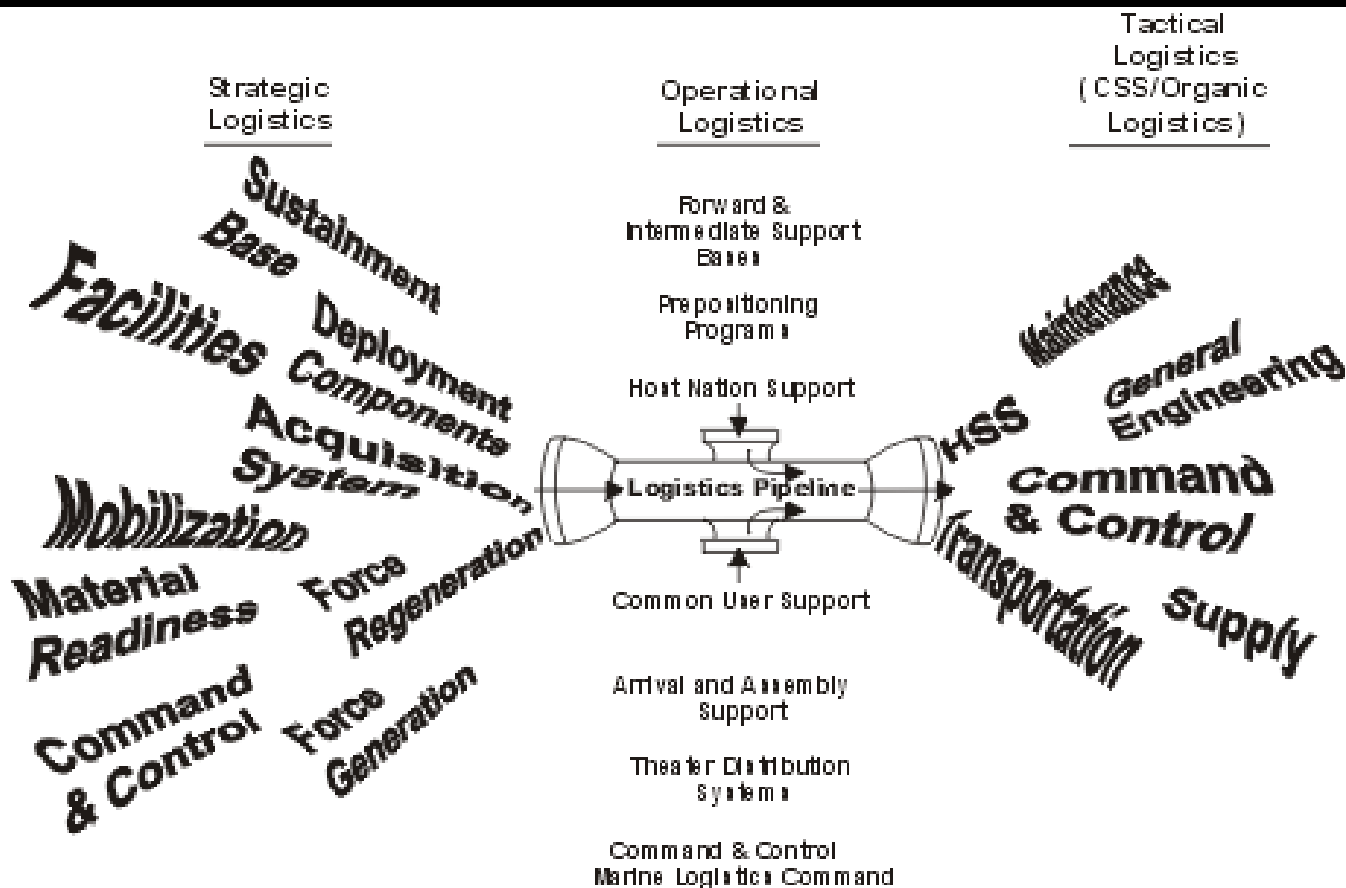 Strategic
Logistics
Sustainment
Base
Facilities
Deployment
Components
Acquisition
System
Mobilization
Material
Readiness
Force
Regeneration
Command
& Control
Force
Generation
Operational
Logistics
Forward &
Intermediate Support
Bases
Prepositioning
Programs
Host Nation Support
Logistics Pipeline
Common User Support
Arrival and Assembly
Support
Theater Distribution
Systems
Command & Control
Marine Logistics Command
Tactical
Logistics
(CSS/Organic
Logistics)
Maintenance
General
Engineering
HSS
Command
& Control
Transportation
Supply